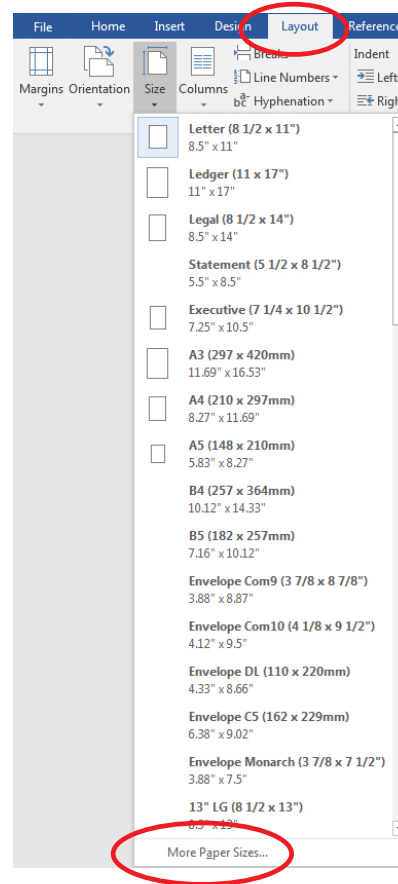 File Home Insert Design Layout References
Breaks Indent
Line Numbers Left
Margins Orientation Size Columns Hyphenation Right
Letter (8 1/2 x 11")
8.5" x 11"
Ledger (11 x 17")
11" x 17"
Legal (8 1/2 x 14")
8.5" x 14"
Statement (5 1/2 x 8 1/2")
5.5" x 8.5"
Executive (7 1/4 x 10 1/2")
7.25" x 10.5"
A3 (297 x 420mm)
11.69" x 16.53"
A4 (210 x 297mm)
8.27" x 11.69"
A5 (148 x 210mm)
5.83" x 8.27"
B4 (257 x 364mm)
10.12" x 14.33"
B5 (182 x 257mm)
7.16" x 10.12"
Envelope Com9 (3 7/8 x 8 7/8")
3.88" x 8.87"
Envelope Com10 (4 1/8 x 9 1/2")
4.12" x 9.5"
Envelope DL (110 x 220mm)
4.33" x 8.66"
Envelope C5 (162 x 229mm)
6.38" x 9.02"
Envelope Monarch (3 7/8 x 7 1/2")
3.88" x 7.5"
13" LG (8 1/2 x 13")
8.5" x 13"
More Paper Sizes...